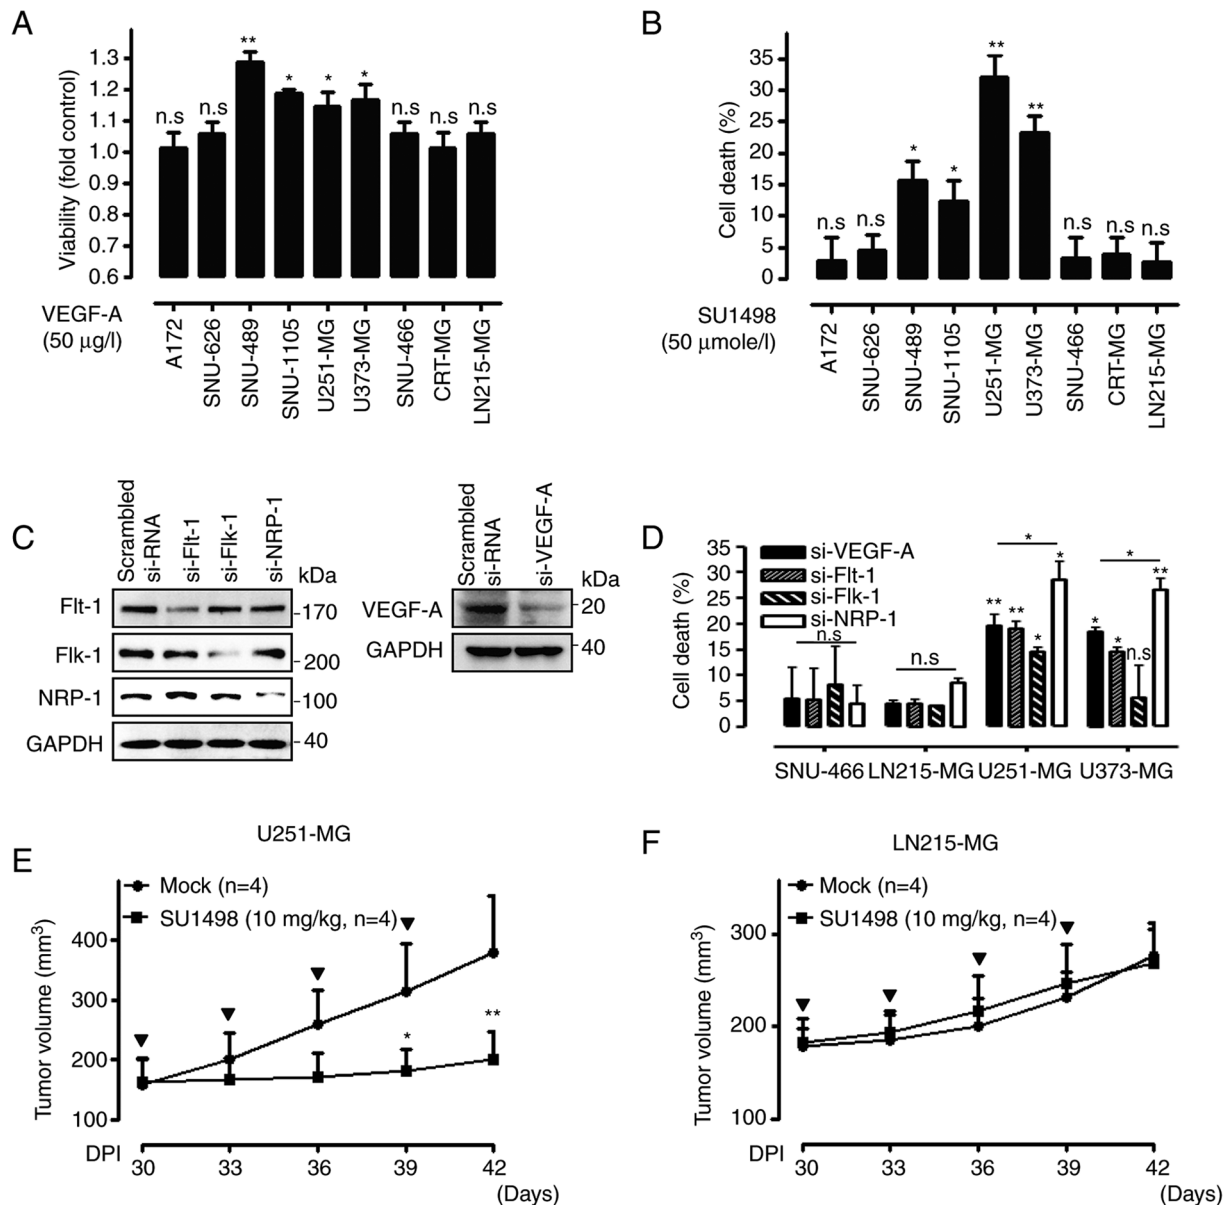 A
Viability (fold control)
1.3
1.2
1.1
1.0
0.9
0.8
0.7
0.6
n.s n.s ** * * * n.s n.s n.s
VEGF-A
(50 µg/l)
A172
SNU-626
SNU-489
SNU-1105
U251-MG
U373-MG
SNU-466
CRT-MG
LN215-MG
B
Cell death (%)
35
30
25
20
15
10
5
0
n.s n.s * * ** ** n.s n.s n.s
SU1498
(50 µmole/l)
A172
SNU-626
SNU-489
SNU-1105
U251-MG
U373-MG
SNU-466
CRT-MG
LN215-MG
C
Scrambled
si-RNA
si-Flt-1
si-Flk-1
si-NRP-1
kDa
Flt-1 -170
Flk-1 -200
NRP-1 -100
GAPDH -40
Scrambled
si-RNA
si-VEGF-A
kDa
VEGF-A -20
GAPDH -40
D
Cell death (%)
35
30
25
20
15
10
5
0
si-VEGF-A
si-Flt-1
si-Flk-1
si-NRP-1
n.s
n.s
*
** ** * *
*
* * n.s **
SNU-466 LN215-MG U251-MG U373-MG
E
U251-MG
Mock (n=4)
SU1498 (10 mg/kg, n=4)
Tumor volume (mm³)
400
300
200
100
* **
DPI
30 33 36 39 42
(Days)
F
LN215-MG
Mock (n=4)
SU1498 (10 mg/kg, n=4)
Tumor volume (mm³)
300
200
100
DPI
30 33 36 39 42
(Days)